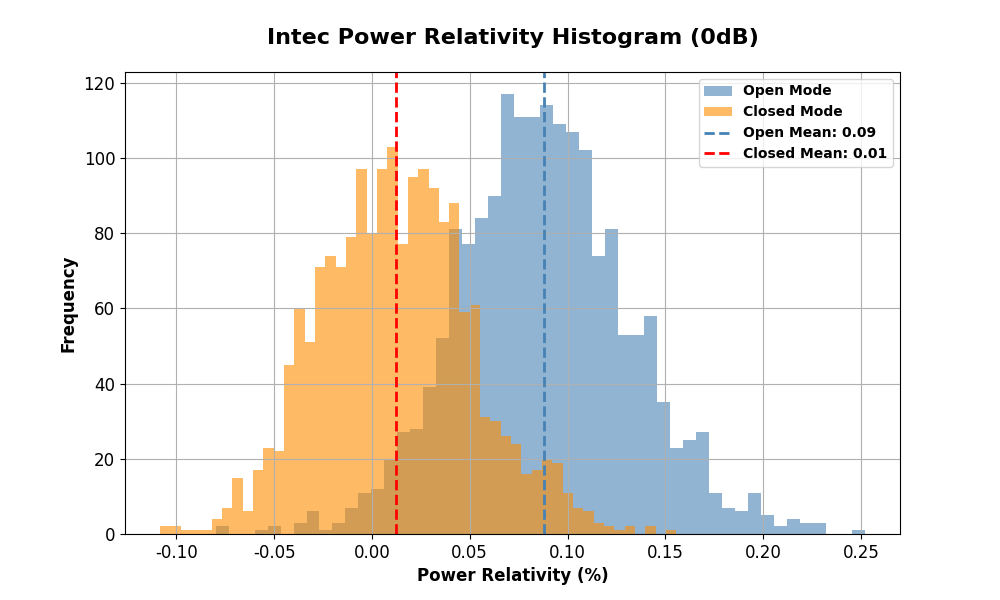 Intec Power Relativity Histogram (0dB)
Open Mode
Closed Mode
Open Mean: 0.09
Closed Mean: 0.01
120
100
80
60
40
20
0
Frequency
-0.10 -0.05 0.00 0.05 0.10 0.15 0.20 0.25
Power Relativity (%)